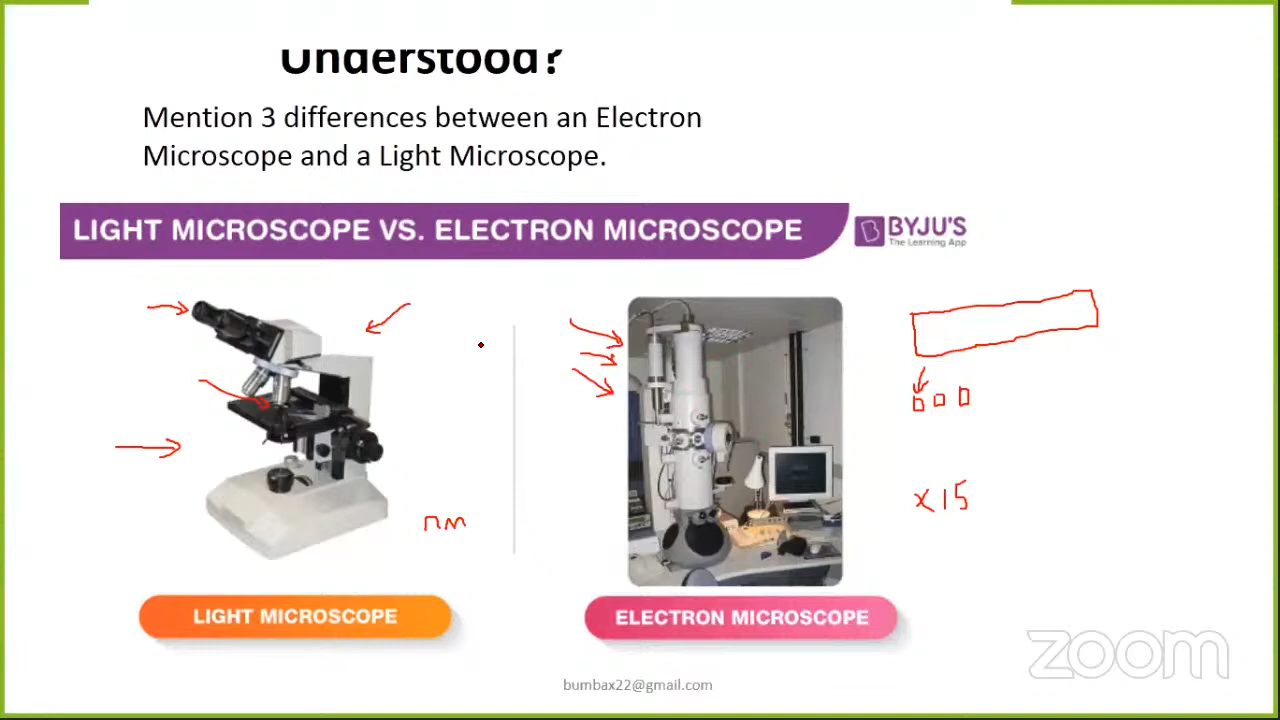 Understood?
Mention 3 differences between an Electron
Microscope and a Light Microscope.
LIGHT MICROSCOPE VS. ELECTRON MICROSCOPE
BYJU'S
The Learning App
nm
x15
LIGHT MICROSCOPE
ELECTRON MICROSCOPE
zoom
bumbax22@gmail.com